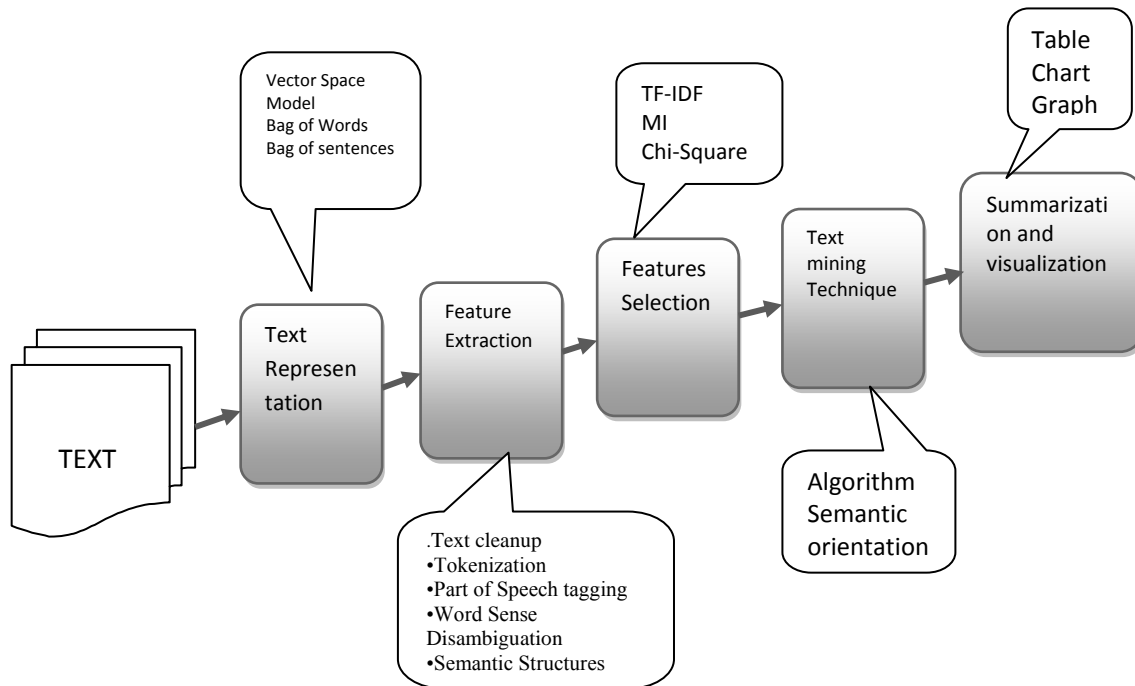 TEXT
Vector Space
Model
Bag of Words
Bag of sentences
Text
Represen
tation
Feature
Extraction
.Text cleanup
•Tokenization
•Part of Speech tagging
•Word Sense
Disambiguation
•Semantic Structures
TF-IDF
MI
Chi-Square
Features
Selection
Text
mining
Technique
Algorithm
Semantic
orientation
Table
Chart
Graph
Summarizati
on and
visualization